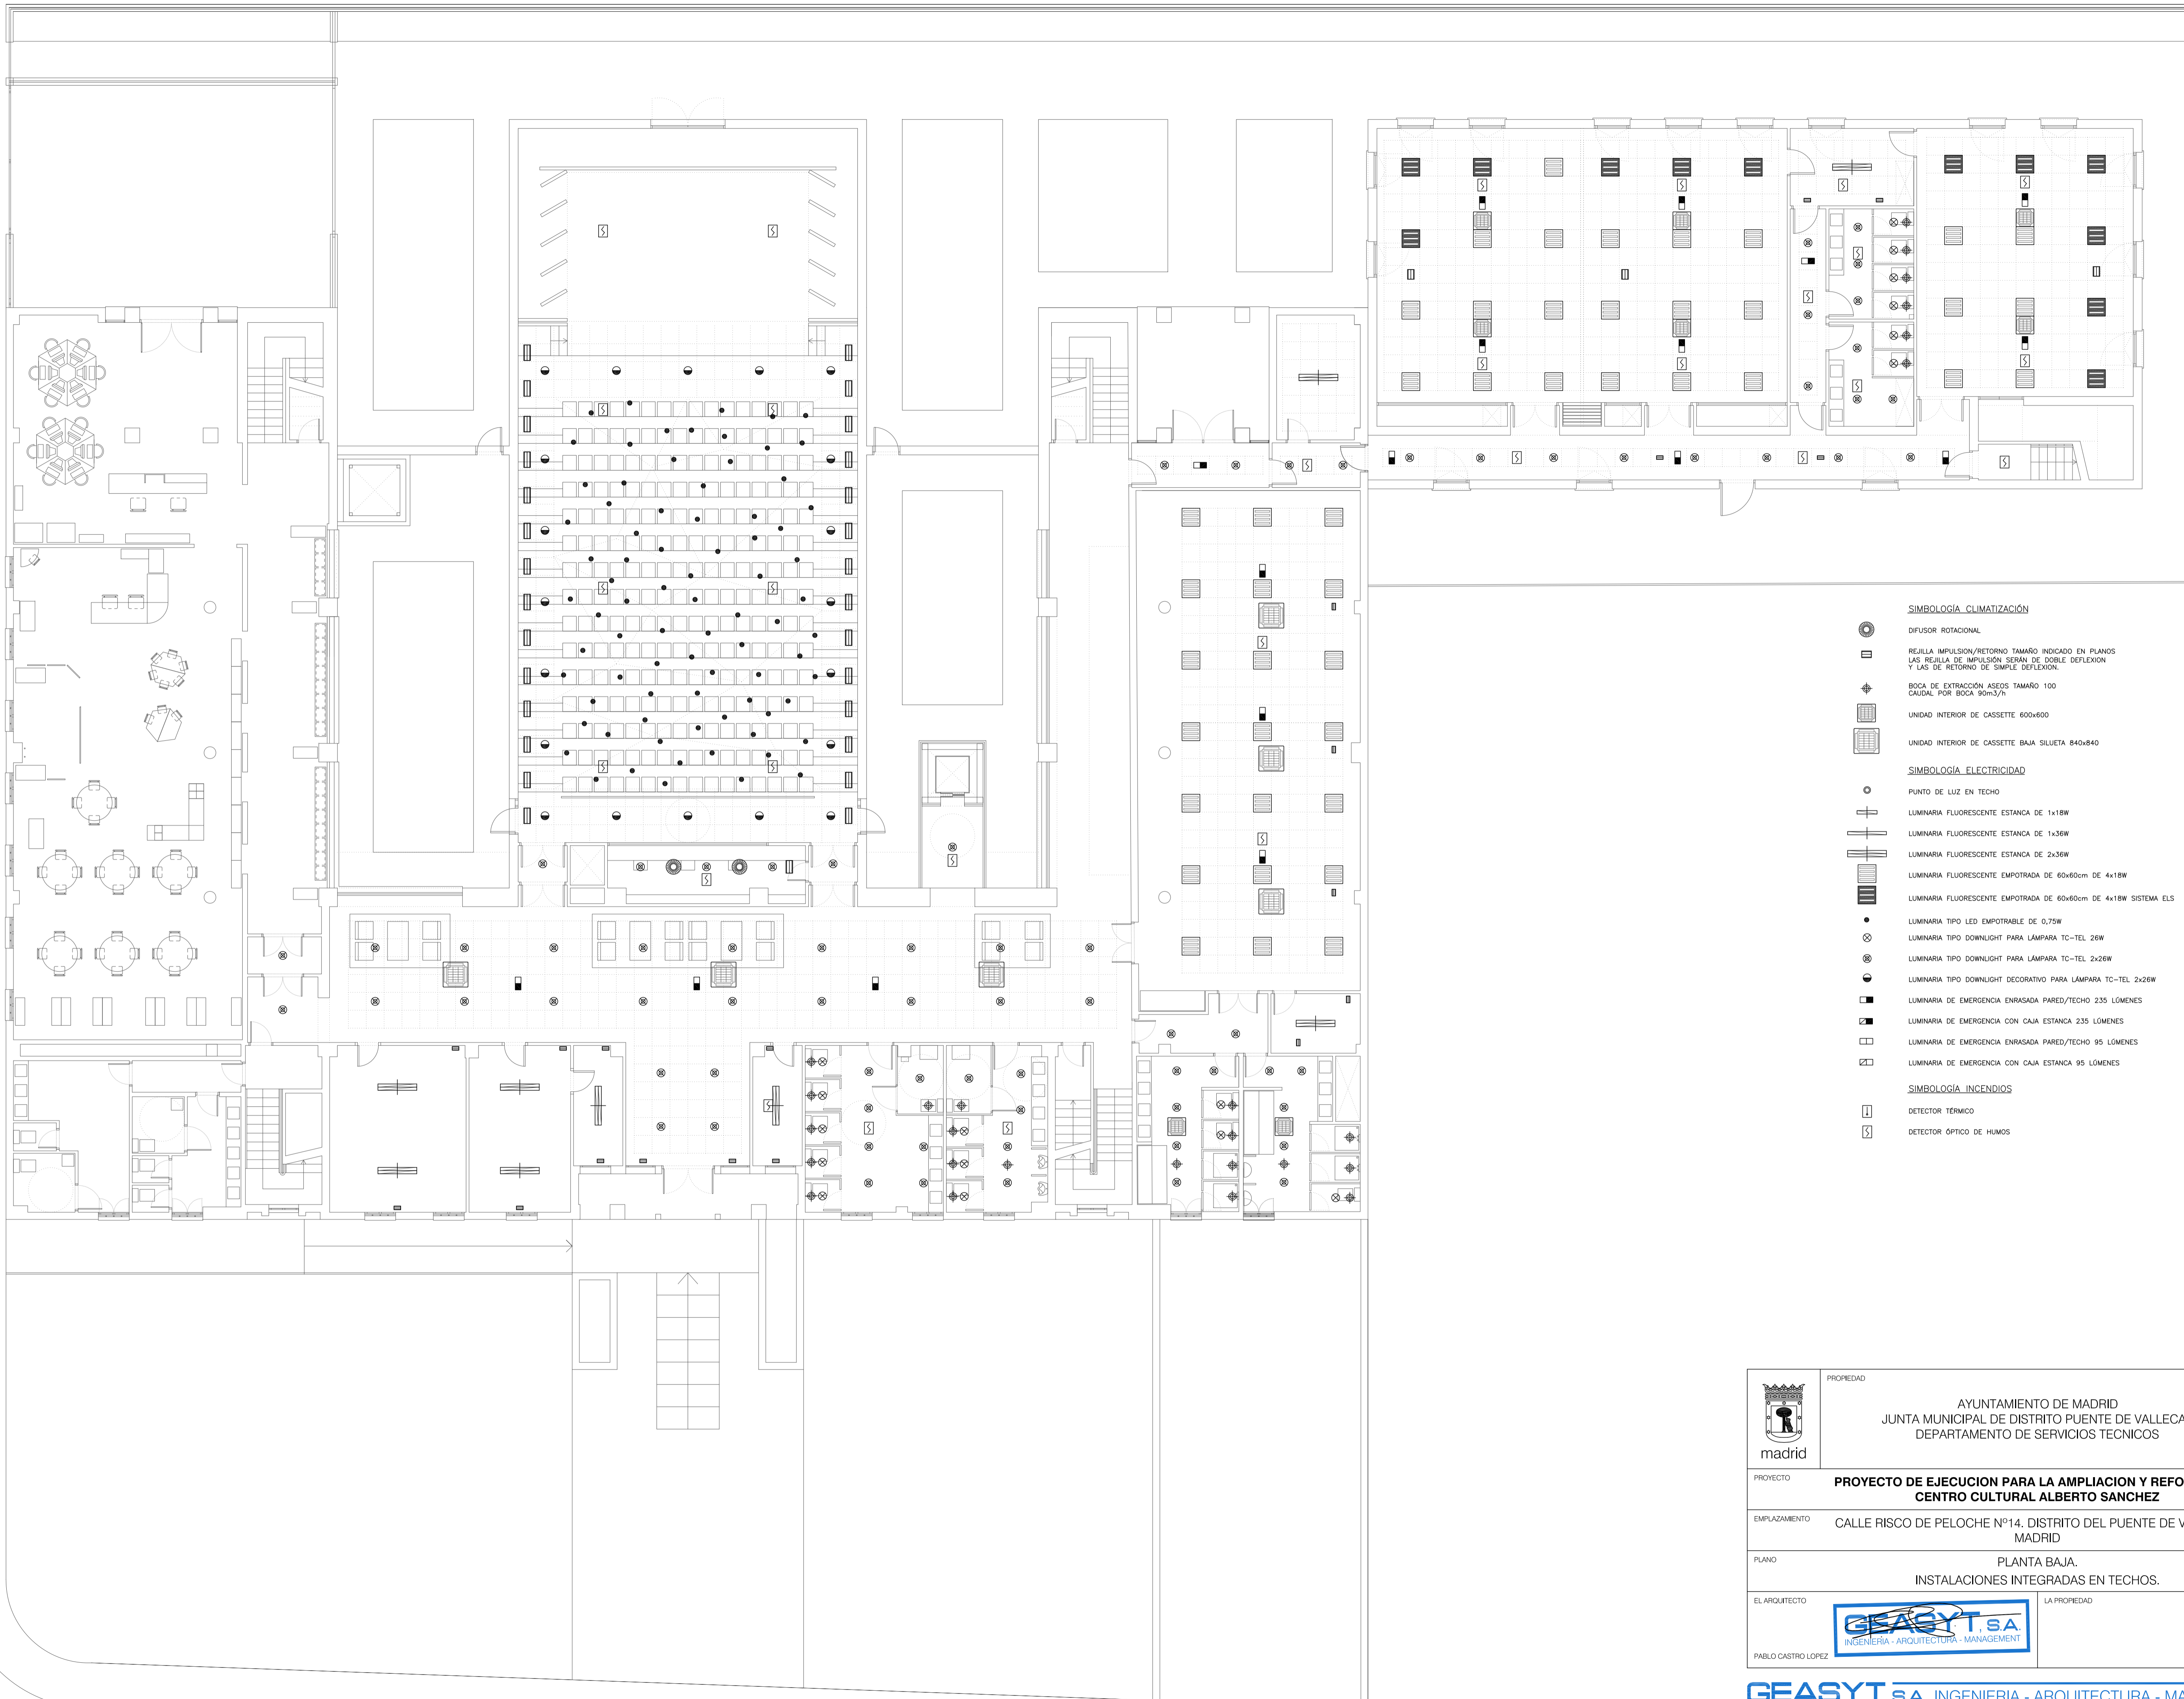 SIMBOLOGÍA CLIMATIZACIÓN
DIFUSOR ROTACIONAL
REJILLA IMPULSION/RETORNO TAMAÑO INDICADO EN PLANOS
LAS REJILLA DE IMPULSIÓN SERÁN DE DOBLE DEFLEXION
Y LAS DE RETORNO DE SIMPLE DEFLEXION.
BOCA DE EXTRACCIÓN ASEOS TAMAÑO 100
CAUDAL POR BOCA 90m3/h
UNIDAD INTERIOR DE CASSETTE 600x600
UNIDAD INTERIOR DE CASSETTE BAJA SILUETA 840x840
SIMBOLOGÍA ELECTRICIDAD
PUNTO DE LUZ EN TECHO
LUMINARIA FLUORESCENTE ESTANCA DE 1x18W
LUMINARIA FLUORESCENTE ESTANCA DE 1x36W
LUMINARIA FLUORESCENTE ESTANCA DE 2x36W
LUMINARIA FLUORESCENTE EMPOTRADA DE 60x60cm DE 4x18W
LUMINARIA FLUORESCENTE EMPOTRADA DE 60x60cm DE 4x18W SISTEMA ELS
LUMINARIA TIPO LED EMPOTRABLE DE 0,75W
LUMINARIA TIPO DOWNLIGHT PARA LÁMPARA TC-TEL 26W
LUMINARIA TIPO DOWNLIGHT PARA LÁMPARA TC-TEL 2x26W
LUMINARIA TIPO DOWNLIGHT DECORATIVO PARA LÁMPARA TC-TEL 2x26W
LUMINARIA DE EMERGENCIA ENRASADA PARED/TECHO 235 LÚMENES
LUMINARIA DE EMERGENCIA CON CAJA ESTANCA 235 LÚMENES
LUMINARIA DE EMERGENCIA ENRASADA PARED/TECHO 95 LÚMENES
LUMINARIA DE EMERGENCIA CON CAJA ESTANCA 95 LÚMENES
SIMBOLOGÍA INCENDIOS
DETECTOR TÉRMICO
DETECTOR ÓPTICO DE HUMOS
madrid
PROPIEDAD
AYUNTAMIENTO DE MADRID
JUNTA MUNICIPAL DE DISTRITO PUENTE DE VALLECA
DEPARTAMENTO DE SERVICIOS TECNICOS
PROYECTO
PROYECTO DE EJECUCION PARA LA AMPLIACION Y REFO
CENTRO CULTURAL ALBERTO SANCHEZ
EMPLAZAMIENTO
CALLE RISCO DE PELOCHE Nº14. DISTRITO DEL PUENTE DE V
MADRID
PLANO
PLANTA BAJA.
INSTALACIONES INTEGRADAS EN TECHOS.
EL ARQUITECTO
GEASYT, S.A.
INGENIERÍA - ARQUITECTURA - MANAGEMENT
PABLO CASTRO LOPEZ
LA PROPIEDAD
GEASYT S.A. INGENIERIA - ARQUITECTURA - MA